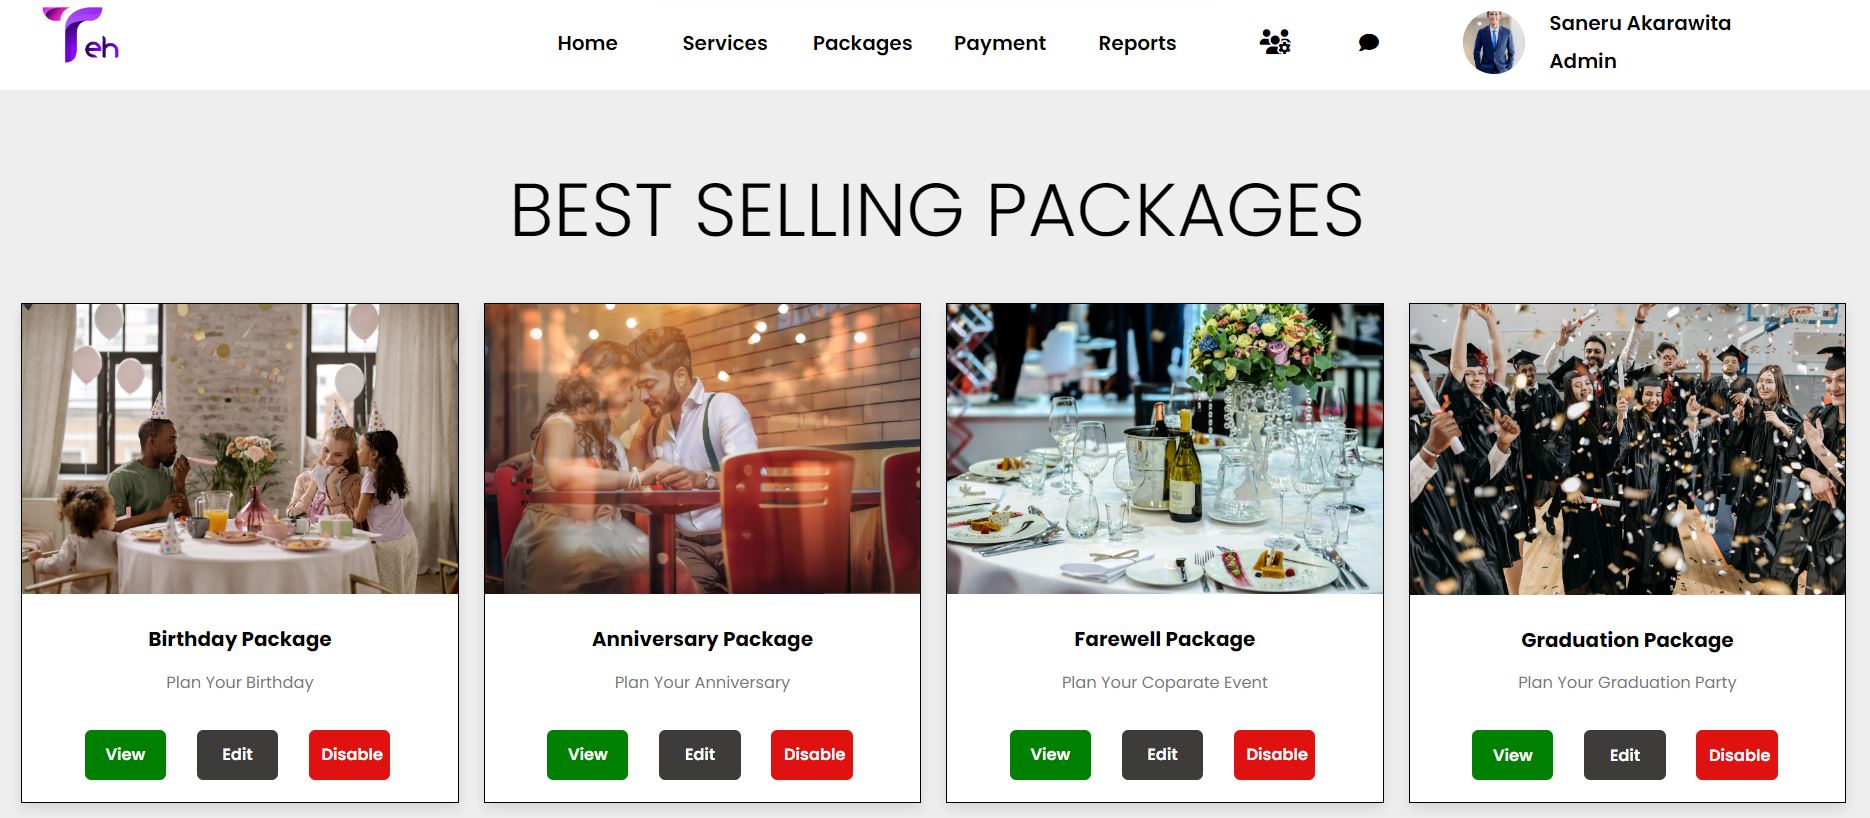 Teh
Home Services Packages Payment Reports
Saneru Akarawita
Admin
BEST SELLING PACKAGES
Birthday Package
Plan Your Birthday
View Edit Disable
Anniversary Package
Plan Your Anniversary
View Edit Disable
Farewell Package
Plan Your Coparate Event
View Edit Disable
Graduation Package
Plan Your Graduation Party
View Edit Disable